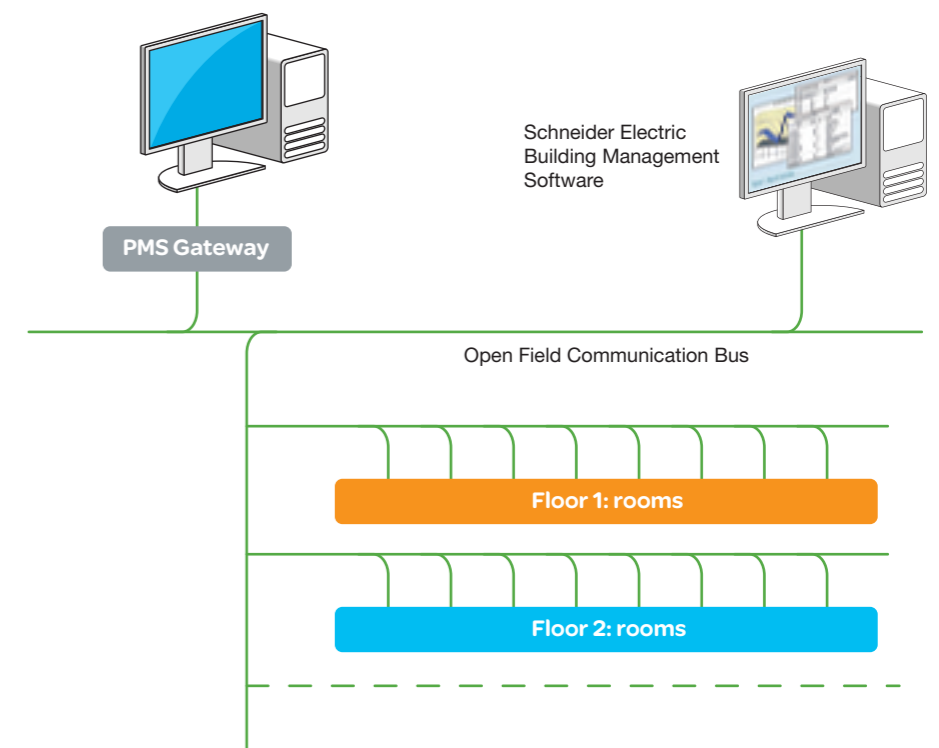 Schneider Electric
Building Management
Software
PMS Gateway
Open Field Communication Bus
Floor 1: rooms
Floor 2: rooms